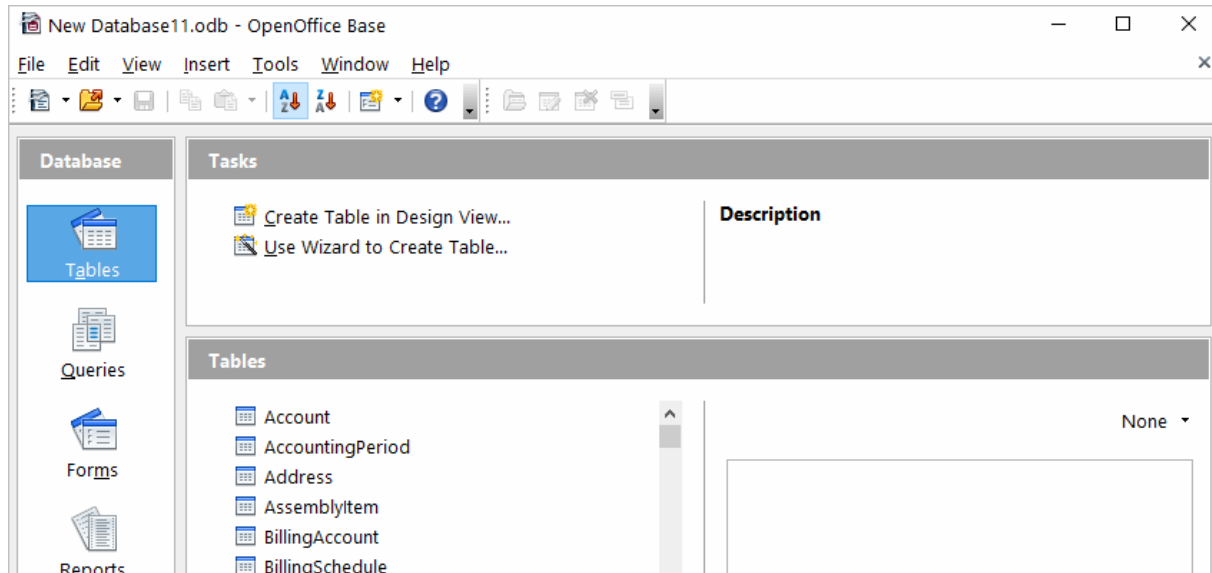 New Database11.odb - OpenOffice Base
File Edit View Insert Tools Window Help
Database
Tasks
Create Table in Design View...
Use Wizard to Create Table...
Description
Tables
Queries
Forms
Reports
Tables
Account
AccountingPeriod
Address
AssemblyItem
BillingAccount
BillingSchedule
None